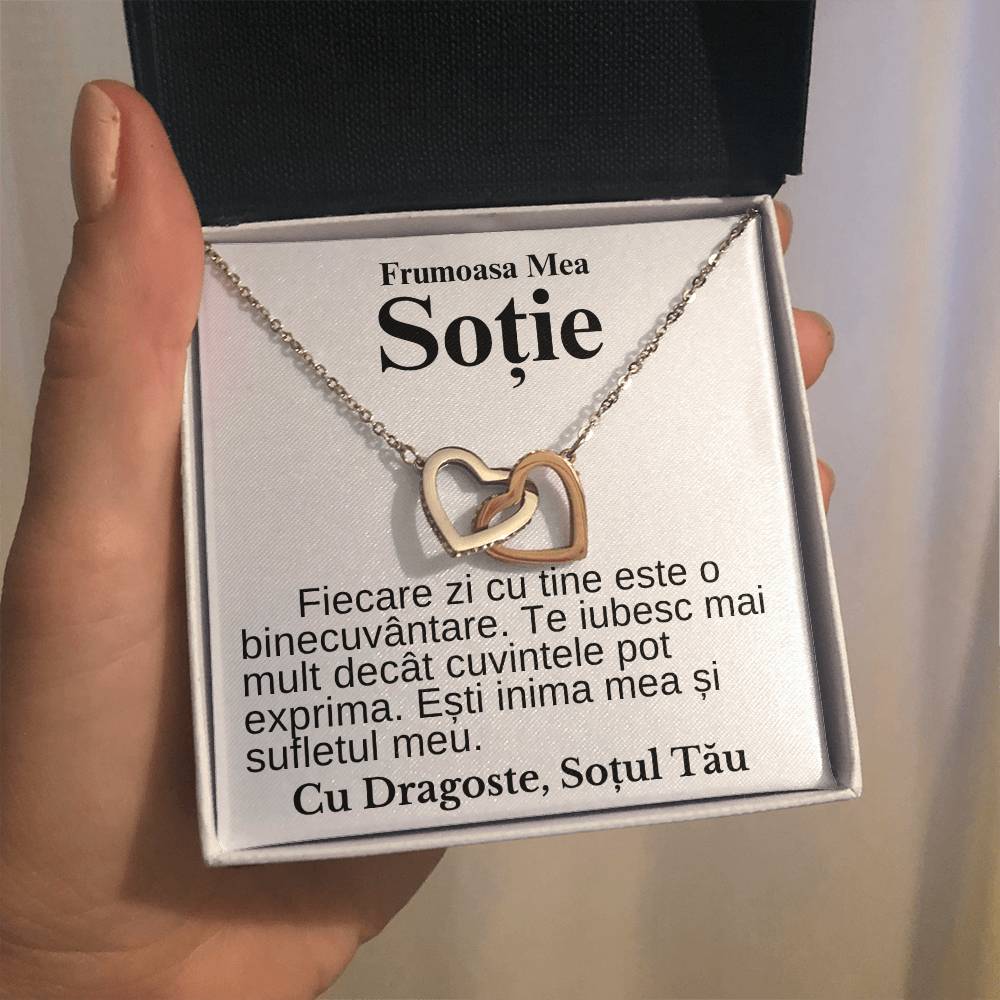 Frumoasa Mea
Soție
Fiecare zi cu tine este o
binecuvântare. Te iubesc mai
mult decât cuvintele pot
exprima. Ești inima mea și
sufletul meu.
Cu Dragoste, Soțul Tău